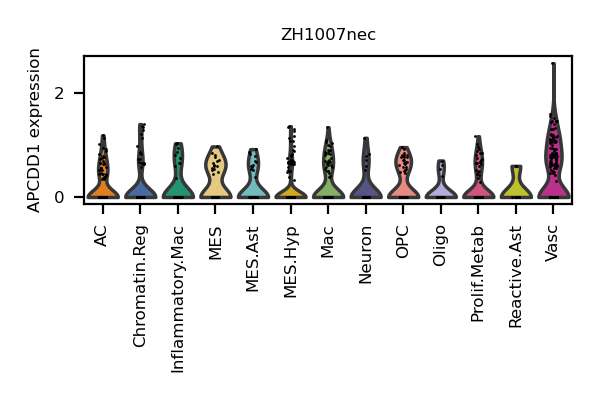 ZH1007nec
APCDD1 expression
2
0
AC
Chromatin.Reg
Inflammatory.Mac
MES
MES.Ast
MES.Hyp
Mac
Neuron
OPC
Oligo
Prolif.Metab
Reactive.Ast
Vasc